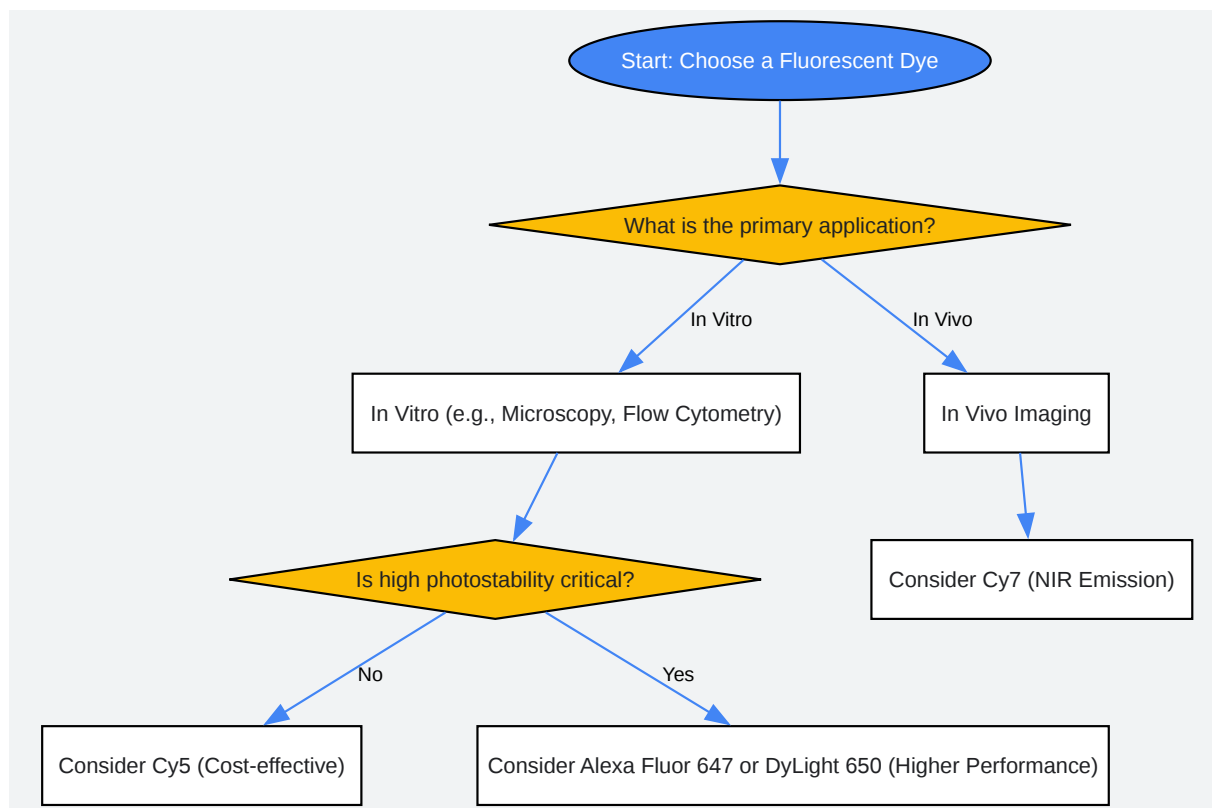 Start: Choose a Fluorescent Dye
What is the primary application?
In Vitro
In Vivo
In Vitro (e.g., Microscopy, Flow Cytometry)
In Vivo Imaging
Is high photostability critical?
Consider Cy7 (NIR Emission)
No
Yes
Consider Cy5 (Cost-effective)
Consider Alexa Fluor 647 or DyLight 650 (Higher Performance)